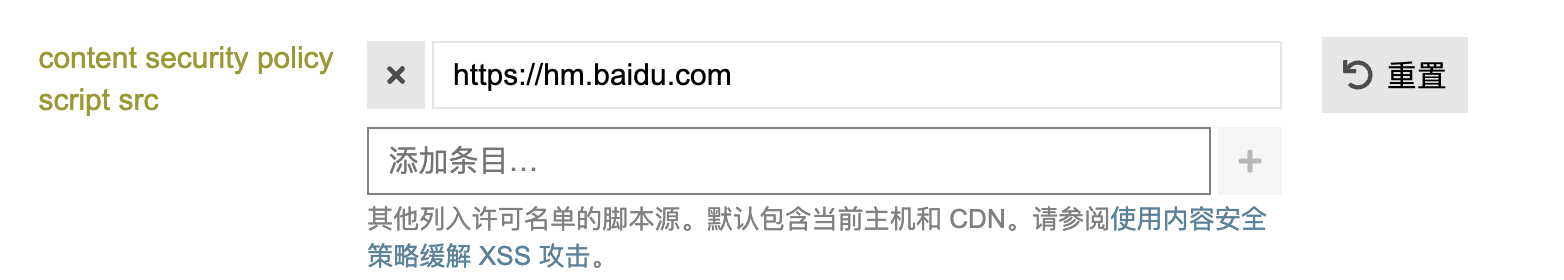 content security policy
script src
https://hm.baidu.com
重置
添加条目…
其他列入许可名单的脚本源。默认包含当前主机和 CDN。请参阅使用内容安全
策略缓解 XSS 攻击。